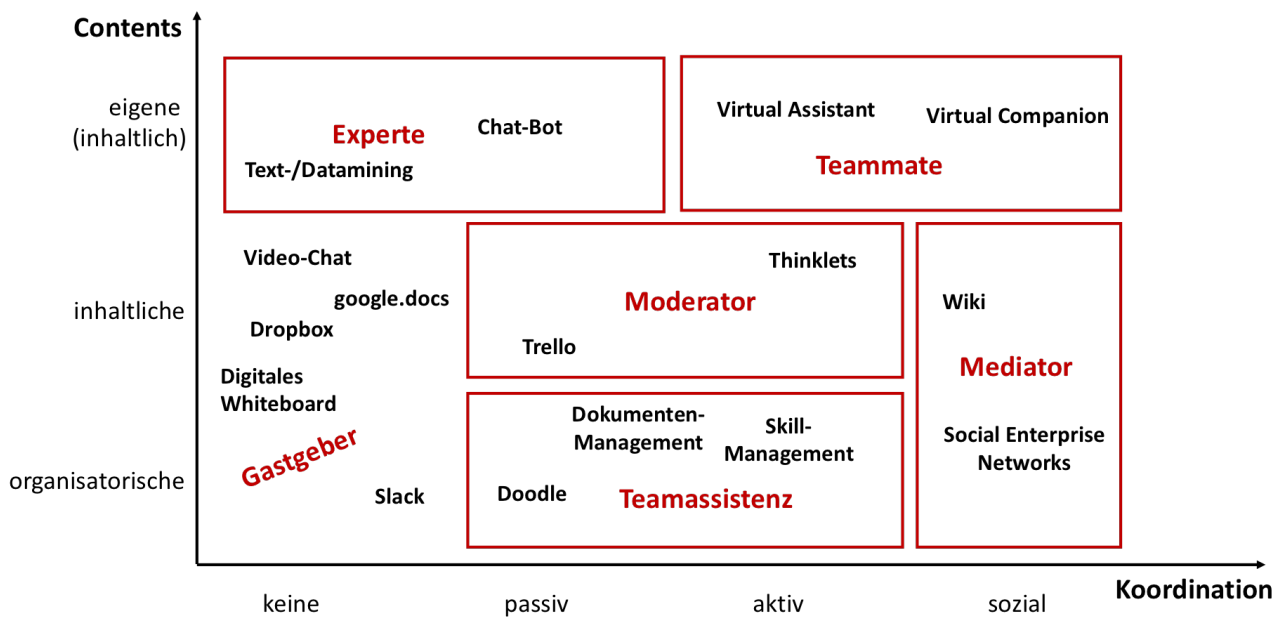 Contents
eigene
(inhaltlich)
Experte
Chat-Bot
Text-/Datamining
Virtual Assistant
Virtual Companion
Teammate
inhaltliche
Video-Chat
google.docs
Dropbox
Digitales
Whiteboard
Thinklets
Moderator
Trello
Wiki
Mediator
Social Enterprise
Networks
organisatorische
Gastgeber
Slack
Dokumenten-
Management
Skill-
Management
Doodle
Teamassistenz
keine
passiv
aktiv
sozial
Koordination